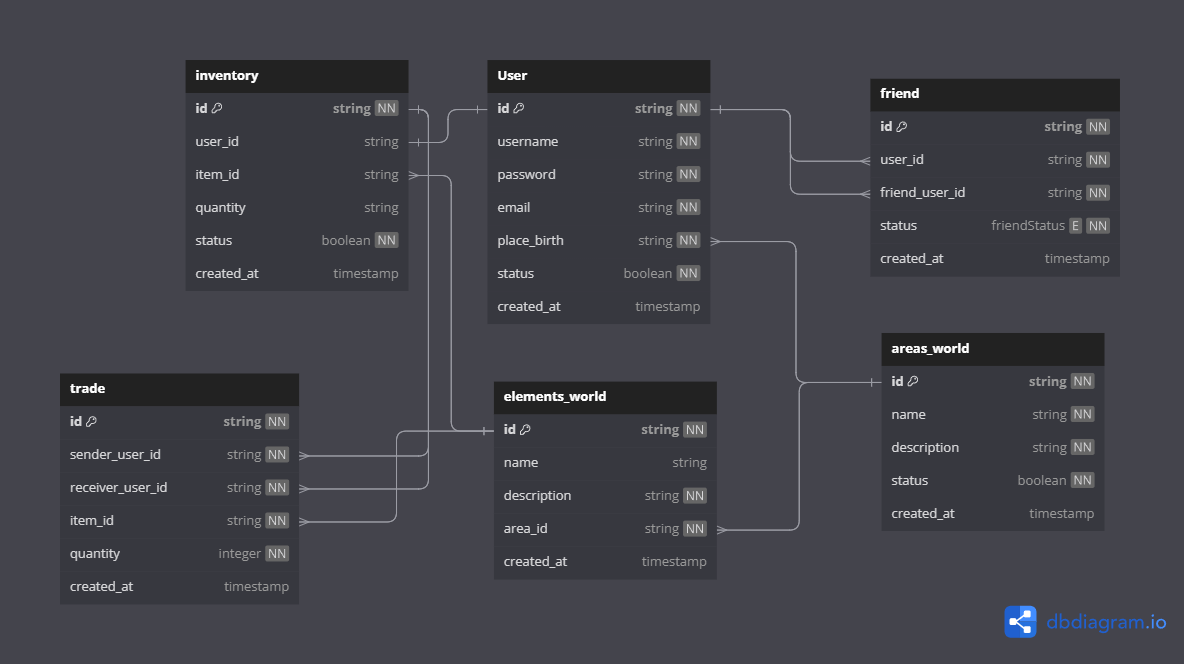 inventory
id string NN
user_id string
item_id string
quantity string
status boolean NN
created_at timestamp
User
id string NN
username string NN
password string NN
email string NN
place_birth string NN
status boolean NN
created_at timestamp
friend
id string NN
user_id string NN
friend_user_id string NN
status friendStatus E NN
created_at timestamp
trade
id string NN
sender_user_id string NN
receiver_user_id string NN
item_id string NN
quantity integer NN
created_at timestamp
elements_world
id string NN
name string
description string NN
area_id string NN
created_at timestamp
areas_world
id string NN
name string NN
description string NN
status boolean NN
created_at timestamp
dbdiagram.io